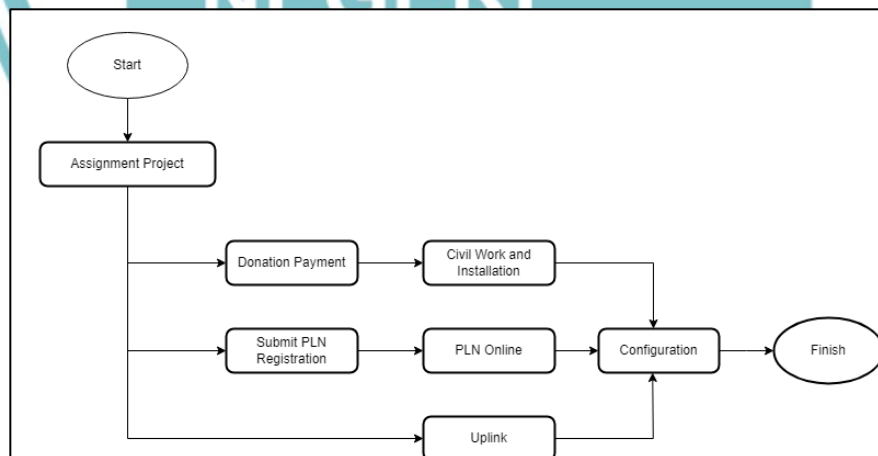 Start
Assignment Project
Donation Payment
Civil Work and
Installation
Submit PLN
Registration
PLN Online
Configuration
Finish
Uplink